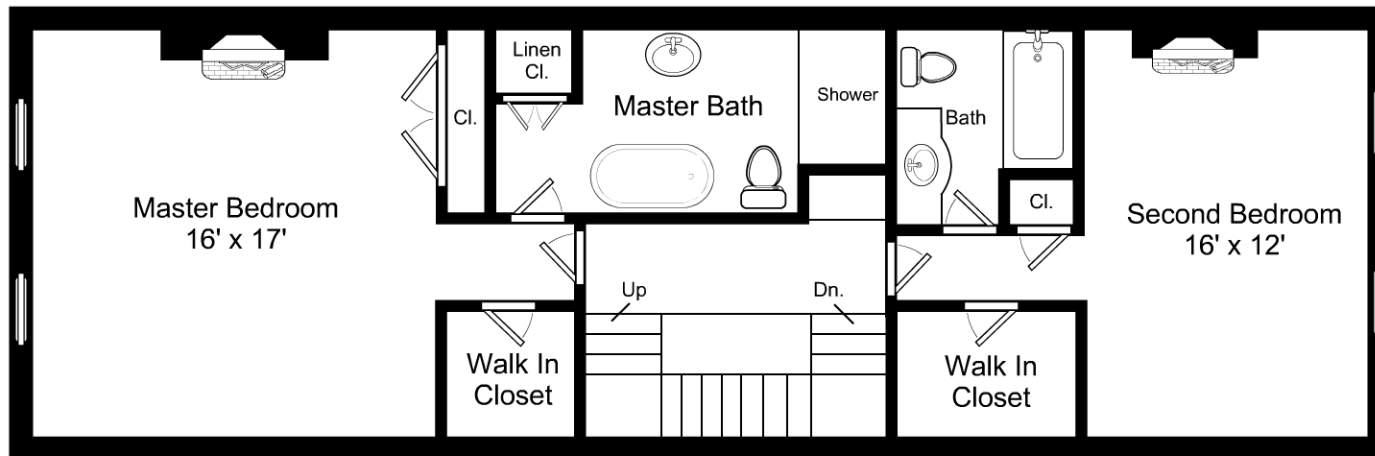 Linen
Cl.
Cl.
Master Bath
Shower
Bath
Master Bedroom
16' x 17'
Cl.
Second Bedroom
16' x 12'
Up
Dn.
Walk In
Closet
Walk In
Closet